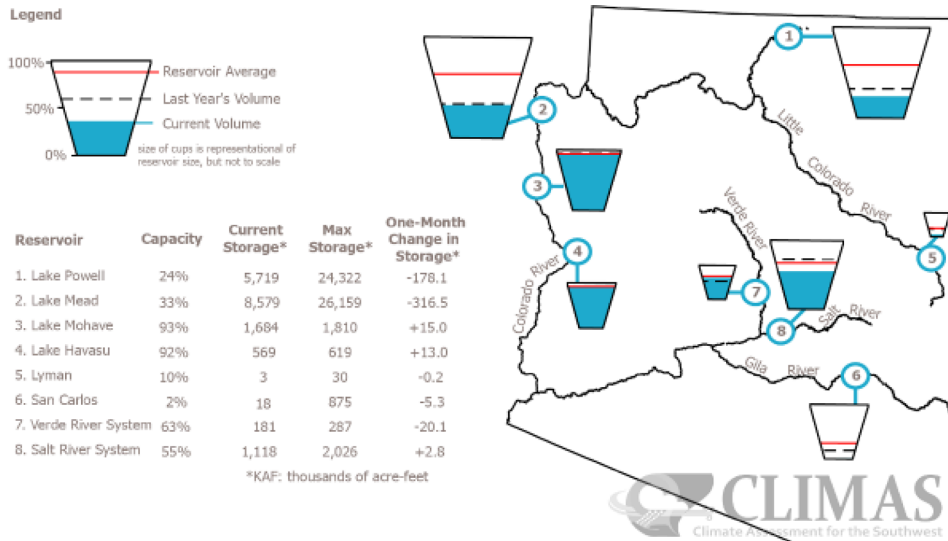 Legend
100%
50%
0%
Reservoir Average
Last Year's Volume
Current Volume
size of cups is representational of
reservoir size, but not to scale
Reservoir Capacity Current Storage* Max Storage* One-Month Change in Storage*
1. Lake Powell 24% 5,719 24,322 -178.1
2. Lake Mead 33% 8,579 26,159 -316.5
3. Lake Mohave 93% 1,684 1,810 +15.0
4. Lake Havasu 92% 569 619 +13.0
5. Lyman 10% 3 30 -0.2
6. San Carlos 2% 18 875 -5.3
7. Verde River System 63% 181 287 -20.1
8. Salt River System 55% 1,118 2,026 +2.8
*KAF: thousands of acre-feet
1
2
3
4
5
6
7
8
Little Colorado River
Verde River
Colorado River
Salt River
Gila River
CLIMAS
Climate Assessment for the Southwest